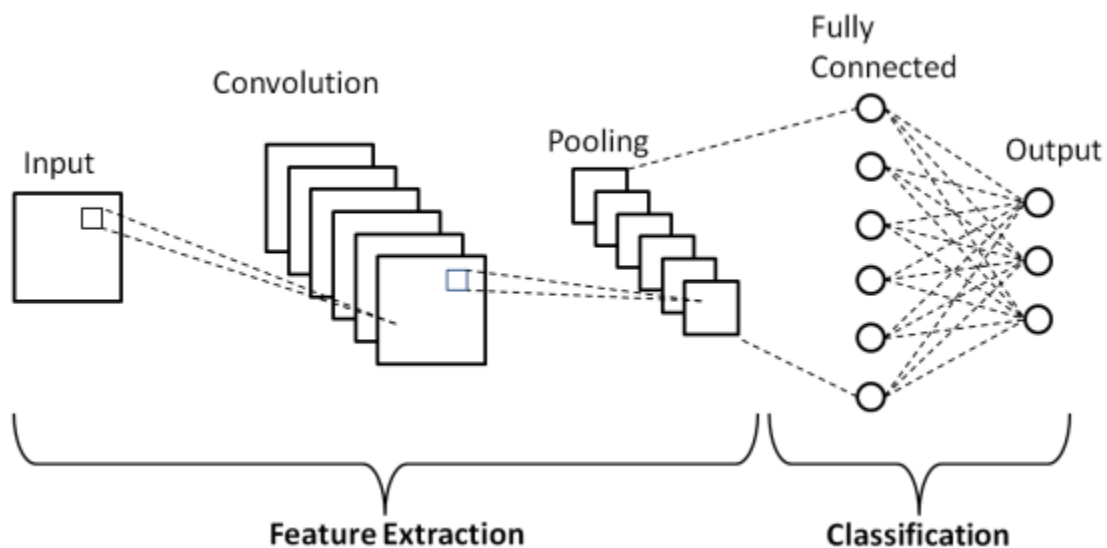 Input
Convolution
Pooling
Fully
Connected
Output
Feature Extraction
Classification